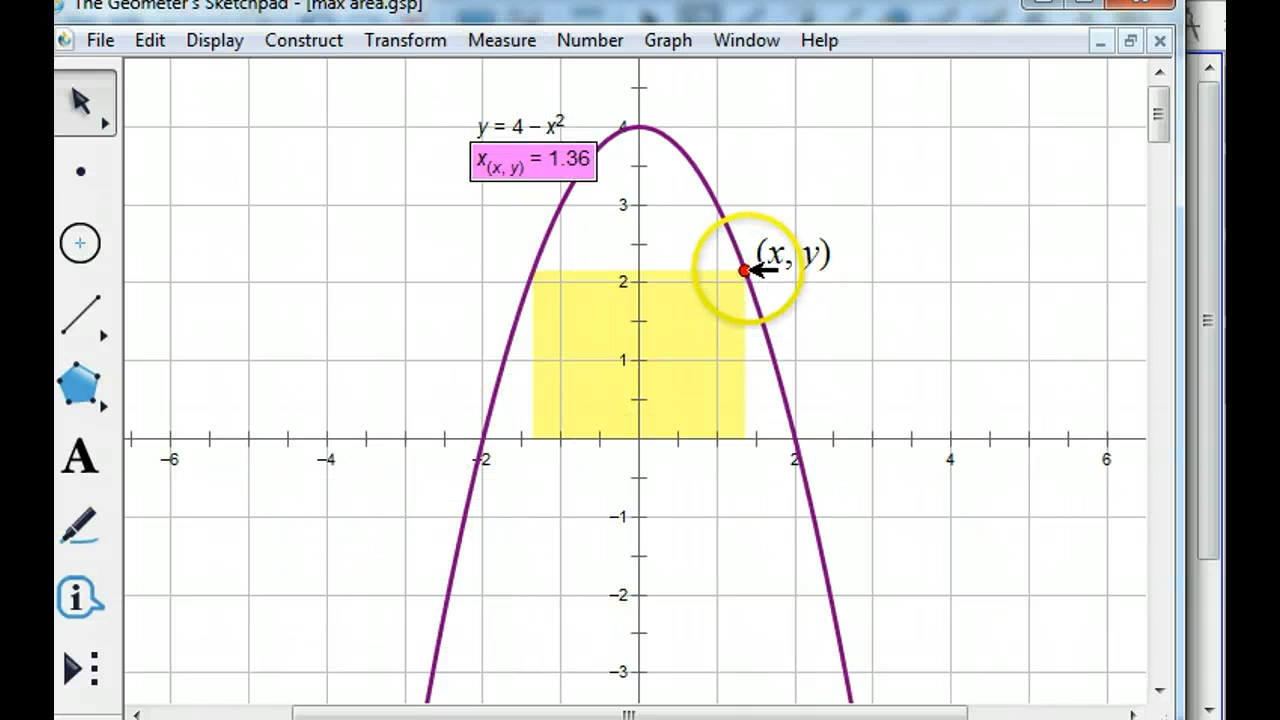 The Geometer's Sketchpad - [max area.gsp]
File Edit Display Construct Transform Measure Number Graph Window Help
y = 4 − x²
x(x, y) = 1.36
(x, y)
A
i
4
3
2
1
−6 −4 −2 2 4 6
−1
−2
−3